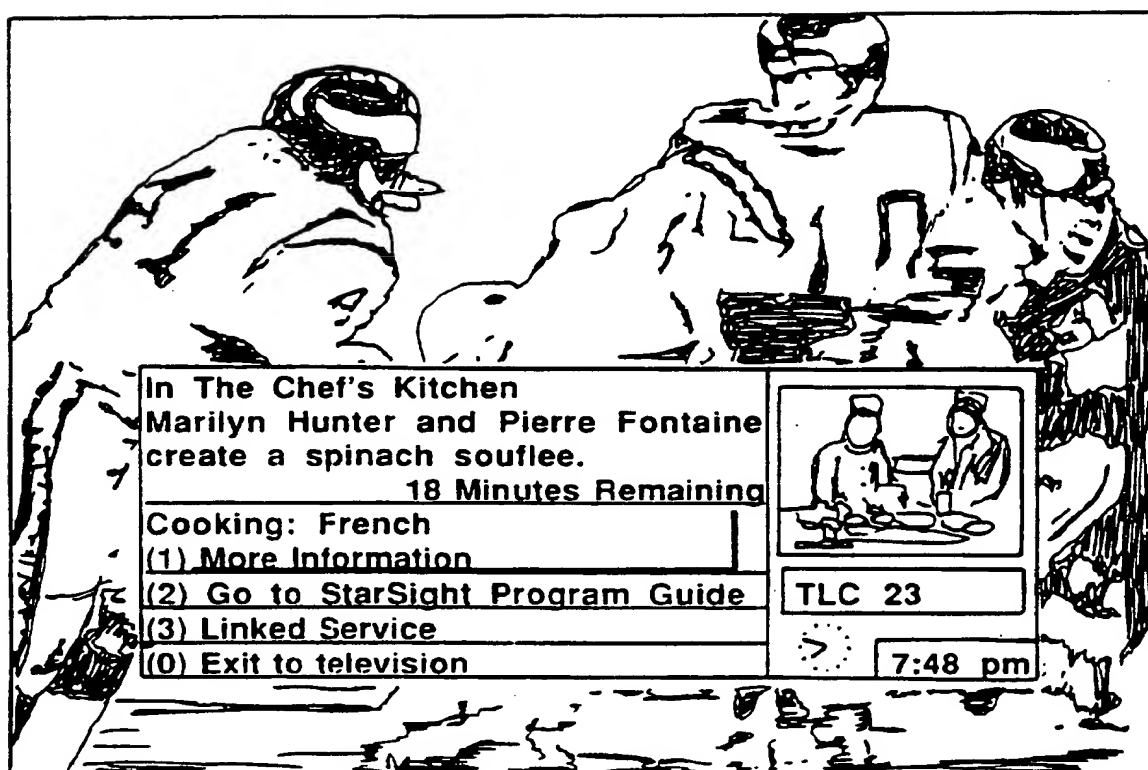 In The Chef's Kitchen
Marilyn Hunter and Pierre Fontaine
create a spinach souflee.
18 Minutes Remaining
Cooking: French
(1) More Information
(2) Go to StarSight Program Guide
(3) Linked Service
(0) Exit to television
TLC 23
7:48 pm